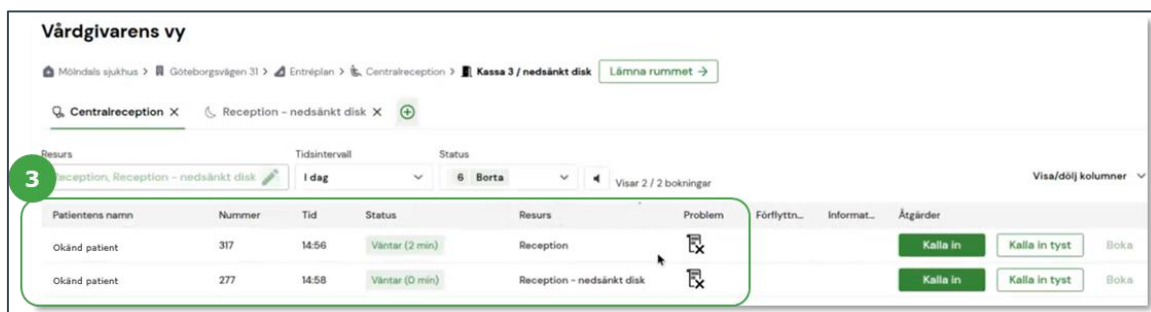 Vårdgivarens vy
Mölndals sjukhus > Göteborgsvägen 31 > Entréplan > Centralreception > Kassa 3 / nedsänkt disk Lämna rummet →
Centralreception X Reception - nedsänkt disk X
Resurs Tidsintervall Status
3 Reception, Reception - nedsänkt disk I dag 6 Borta Visar 2 / 2 bokningar Visa/dölj kolumner
Patientens namn Nummer Tid Status Resurs Problem Förflyttn... Informat... Åtgärder
Okänd patient 317 14:56 Väntar (2 min) Reception Kalla in Kalla in tyst Boka
Okänd patient 277 14:58 Väntar (0 min) Reception - nedsänkt disk Kalla in Kalla in tyst Boka